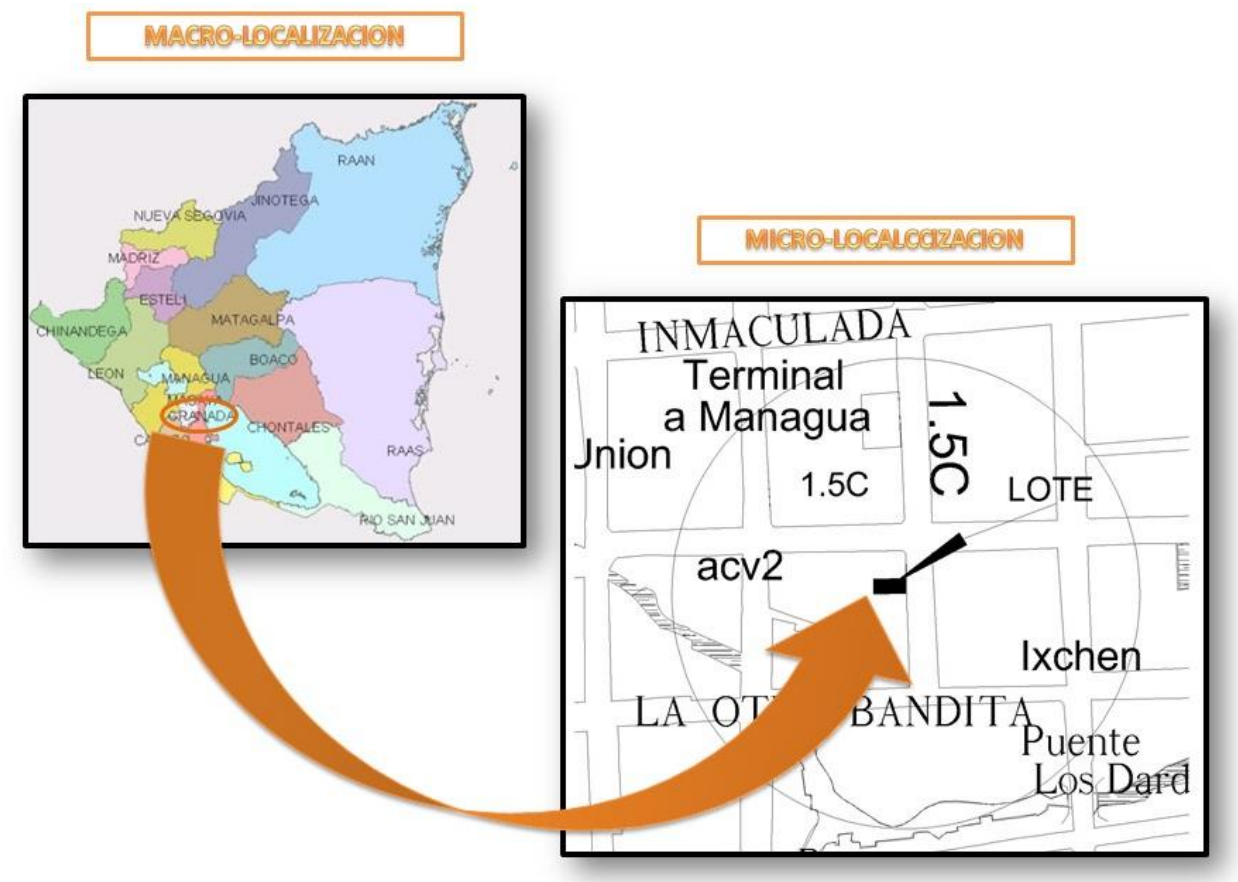 MACRO-LOCALIZACION
RAAN
JINOTEGA
NUEVA SEGOVIA
MADRIZ
ESTELI
MATAGALPA
CHINANDEGA
BOACO
LEON
MANAGUA
MASAYA
GRANADA
CHONTALES
RAAS
RIO SAN JUAN
MICRO-LOCALCCIZACION
INMACULADA
Terminal
a Managua
1.5C
Jnion
1.5C
LOTE
acv2
Ixchen
LA OT BANDITA
Puente
Los Dard